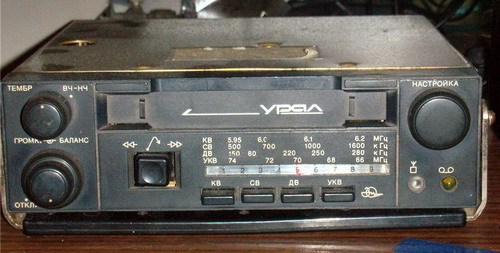 ТЕМБР ВЧ-НЧ
НАСТРОЙКА
УРАЛ
ГРОМК. БАЛАНС
КВ 5.95 6.0 6.1 6.2 МГц
СВ 500 700 1000 1600 кГц
ДВ 150 80 220 250 280 кГц
УКВ 74 72 70 68 66 МГц
1 2 3 4 5 6 7 8 9
КВ СВ ДВ УКВ
ОТКЛ.